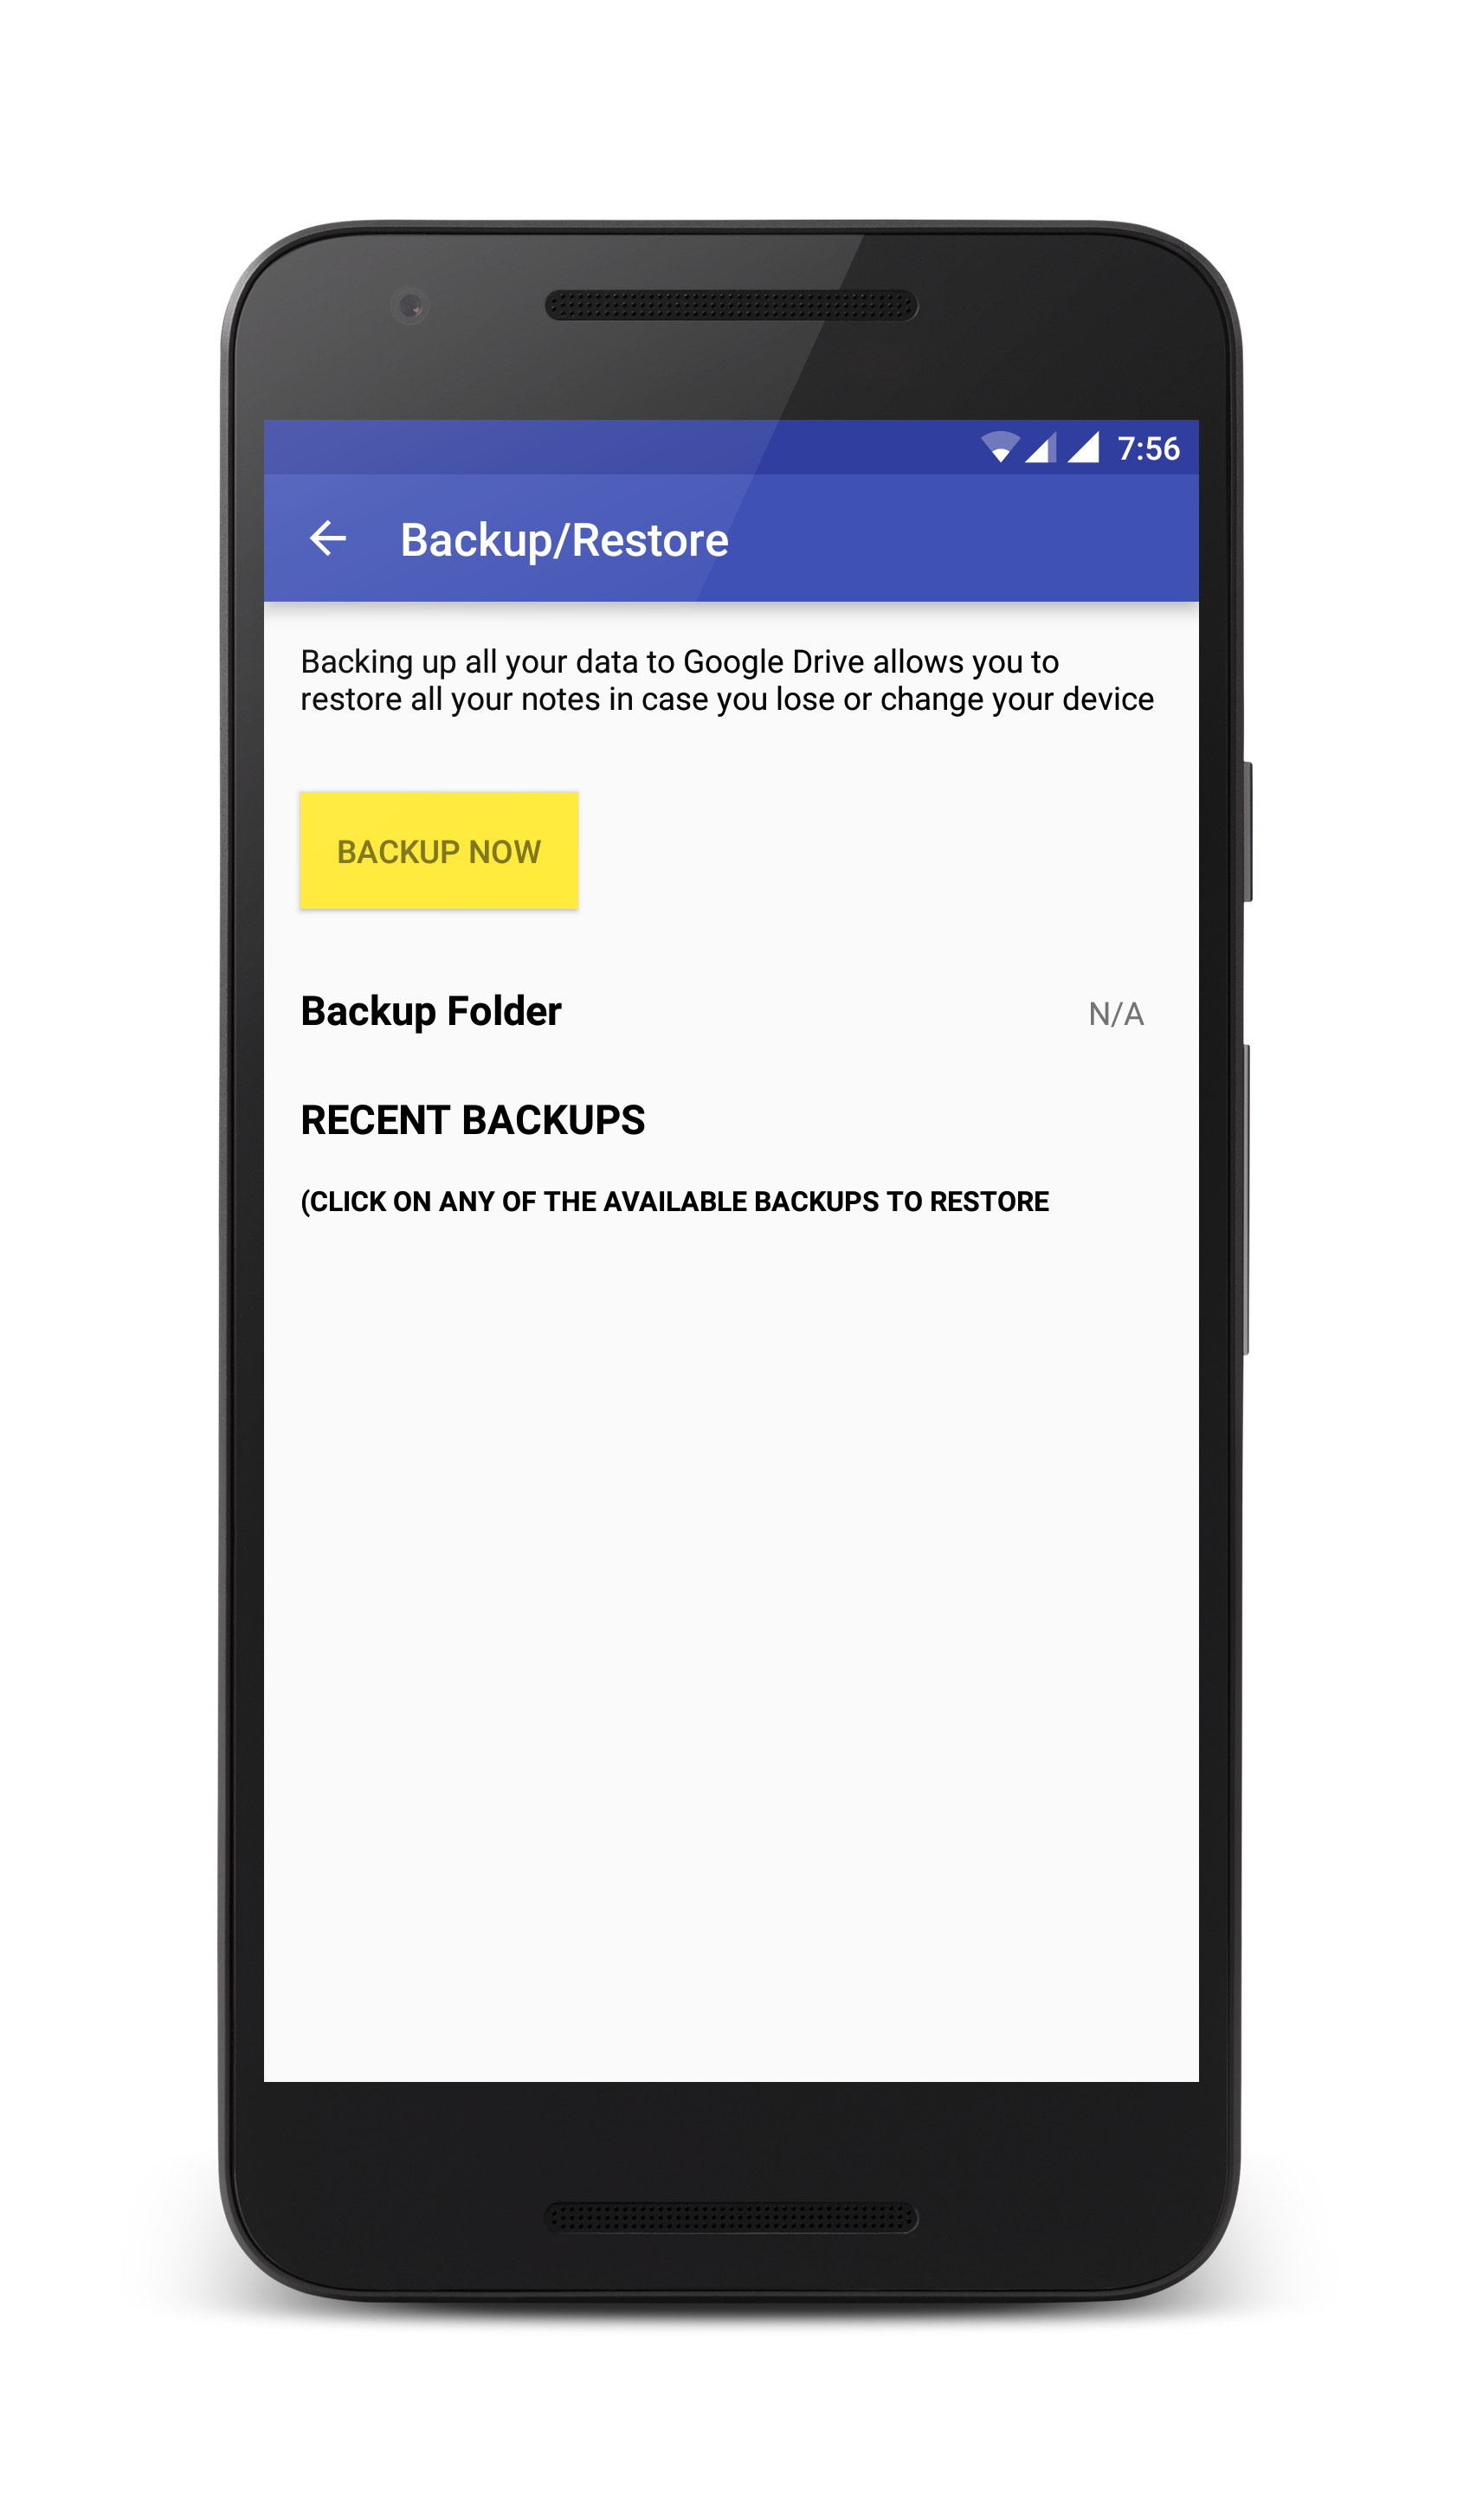 7:56
Backup/Restore
Backing up all your data to Google Drive allows you to
restore all your notes in case you lose or change your device
BACKUP NOW
Backup Folder N/A
RECENT BACKUPS
(CLICK ON ANY OF THE AVAILABLE BACKUPS TO RESTORE